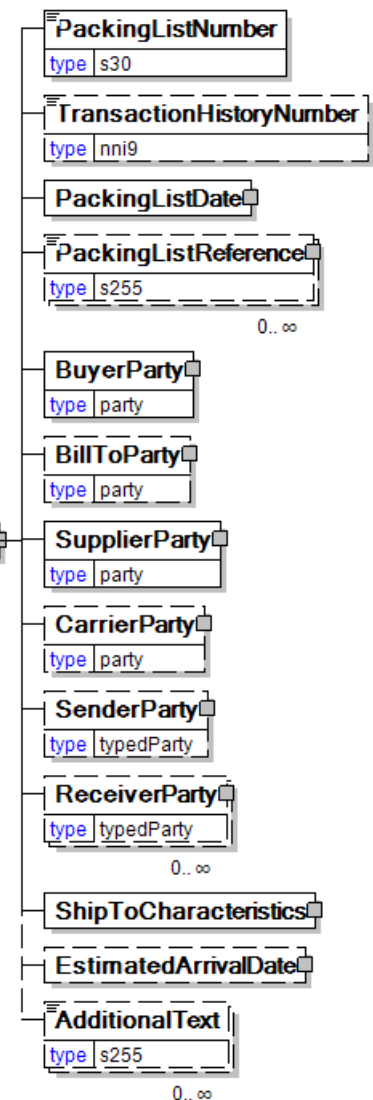 PackingListNumber
type s30
TransactionHistoryNumber
type nni9
PackingListDate
PackingListReference
type s255
0.. ∞
BuyerParty
type party
BillToParty
type party
SupplierParty
type party
CarrierParty
type party
SenderParty
type typedParty
ReceiverParty
type typedParty
0.. ∞
ShipToCharacteristics
EstimatedArrivalDate
AdditionalText
type s255
0.. ∞